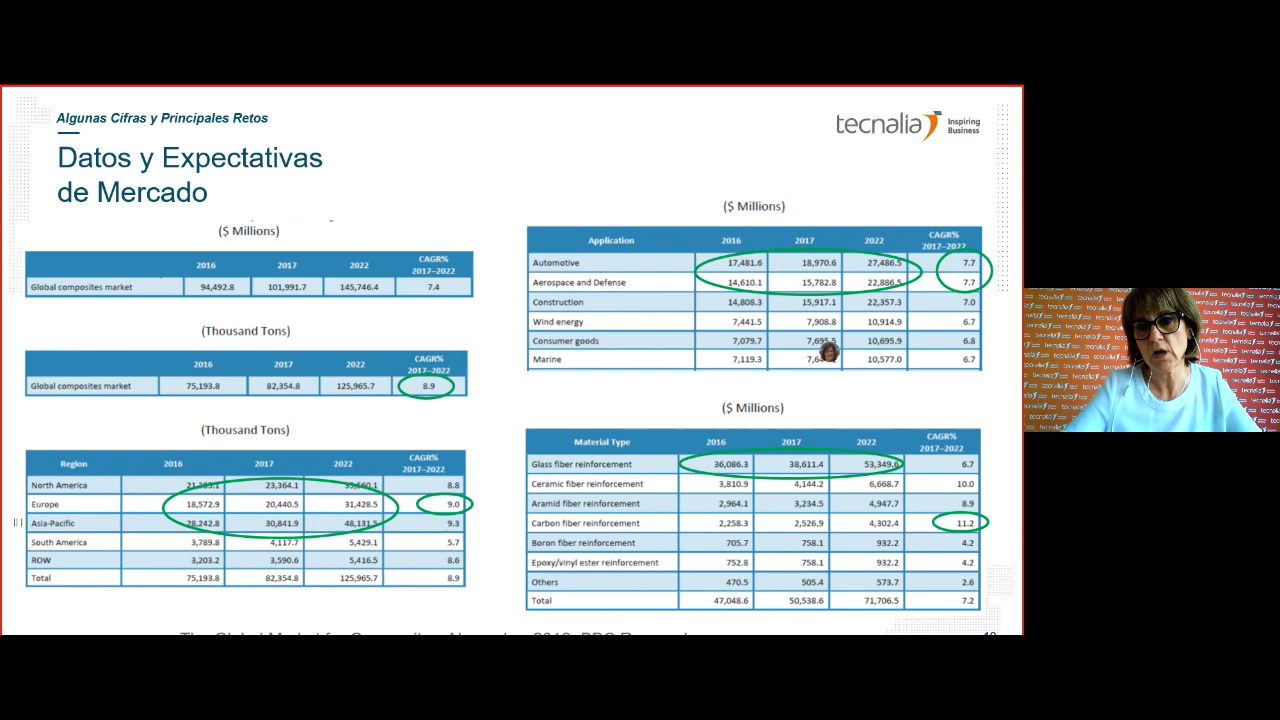 Algunas Cifras y Principales Retos
tecnalia Inspiring Business
Datos y Expectativas
de Mercado
($ Millions)
2016 2017 2022 CAGR% 2017–2022
Global composites market 94,492.8 101,991.7 145,746.4 7.4
(Thousand Tons)
2016 2017 2022 CAGR% 2017–2022
Global composites market 75,193.8 82,354.8 125,965.7 8.9
(Thousand Tons)
Region 2016 2017 2022 CAGR% 2017–2022
North America 23,364.1 8.8
Europe 18,572.9 20,440.5 31,428.5 9.0
Asia-Pacific 28,242.8 30,841.9 48,131.5 9.3
South America 3,789.8 4,117.7 5,429.1 5.7
ROW 3,203.2 3,590.6 5,416.5 8.6
Total 75,193.8 82,354.8 125,965.7 8.9
($ Millions)
Application 2016 2017 2022 CAGR% 2017–2022
Automotive 17,481.6 18,970.6 27,486.5 7.7
Aerospace and Defense 14,610.1 15,782.8 22,886.5 7.7
Construction 14,808.3 15,917.1 22,357.3 7.0
Wind energy 7,441.5 7,908.8 10,914.9 6.7
Consumer goods 7,079.7 7,695.5 10,695.9 6.8
Marine 7,119.3 10,577.0 6.7
($ Millions)
Material Type 2016 2017 2022 CAGR% 2017–2022
Glass fiber reinforcement 36,086.3 38,611.4 53,349.6 6.7
Ceramic fiber reinforcement 3,810.9 4,144.2 6,668.7 10.0
Aramid fiber reinforcement 2,964.1 3,234.5 4,947.7 8.9
Carbon fiber reinforcement 2,258.3 2,526.9 4,302.4 11.2
Boron fiber reinforcement 705.7 758.1 932.2 4.2
Epoxy/vinyl ester reinforcement 752.8 758.1 932.2 4.2
Others 470.5 505.4 573.7 2.6
Total 47,048.6 50,538.6 71,706.5 7.2